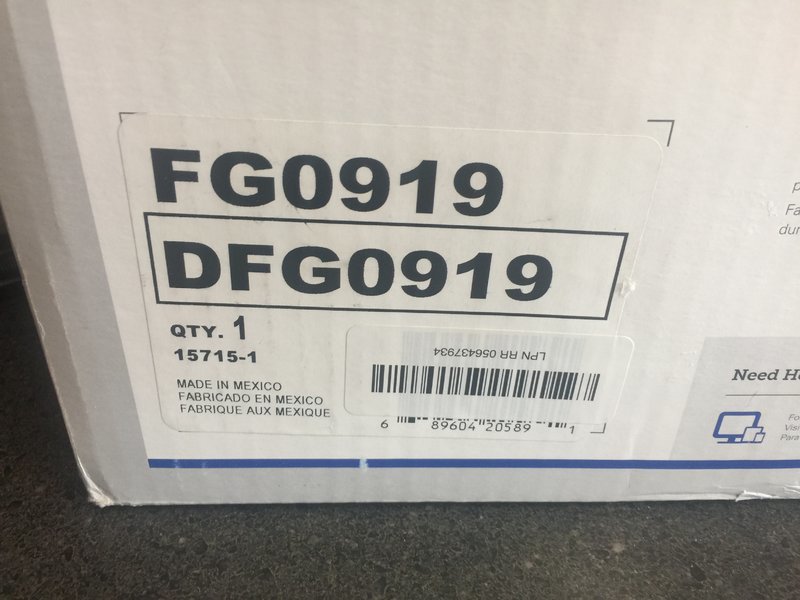 FG0919
DFG0919
QTY. 1
15715-1
MADE IN MEXICO
FABRICADO EN MEXICO
FABRIQUE AUX MEXIQUE
LPN RR 056437934
6 89604 20589 1
Need
Para